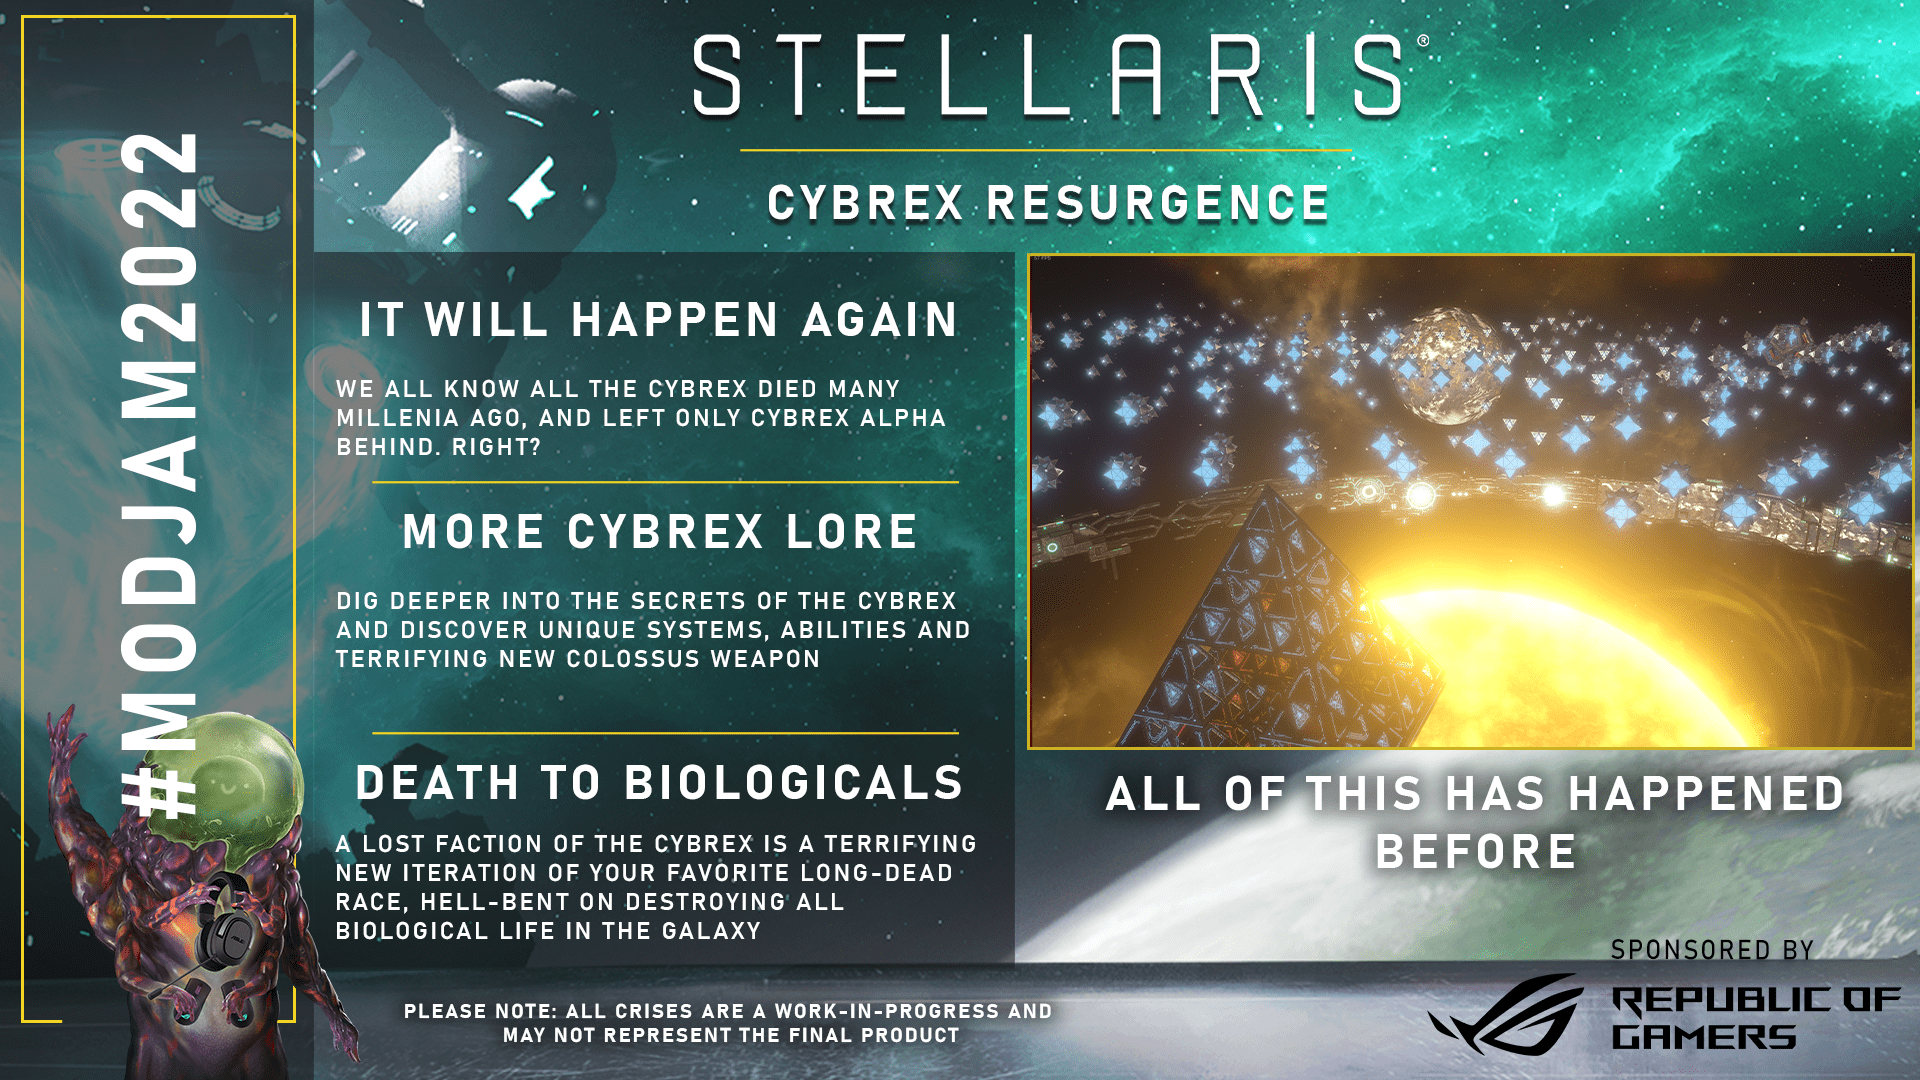 #MODJAM2022
STELLARIS®
CYBREX RESURGENCE
IT WILL HAPPEN AGAIN
WE ALL KNOW ALL THE CYBREX DIED MANY
MILLENIA AGO, AND LEFT ONLY CYBREX ALPHA
BEHIND. RIGHT?
MORE CYBREX LORE
DIG DEEPER INTO THE SECRETS OF THE CYBREX
AND DISCOVER UNIQUE SYSTEMS, ABILITIES AND
TERRIFYING NEW COLOSSUS WEAPON
DEATH TO BIOLOGICALS
A LOST FACTION OF THE CYBREX IS A TERRIFYING
NEW ITERATION OF YOUR FAVORITE LONG-DEAD
RACE, HELL-BENT ON DESTROYING ALL
BIOLOGICAL LIFE IN THE GALAXY
PLEASE NOTE: ALL CRISES ARE A WORK-IN-PROGRESS AND
MAY NOT REPRESENT THE FINAL PRODUCT
ALL OF THIS HAS HAPPENED
BEFORE
SPONSORED BY
REPUBLIC OF
GAMERS